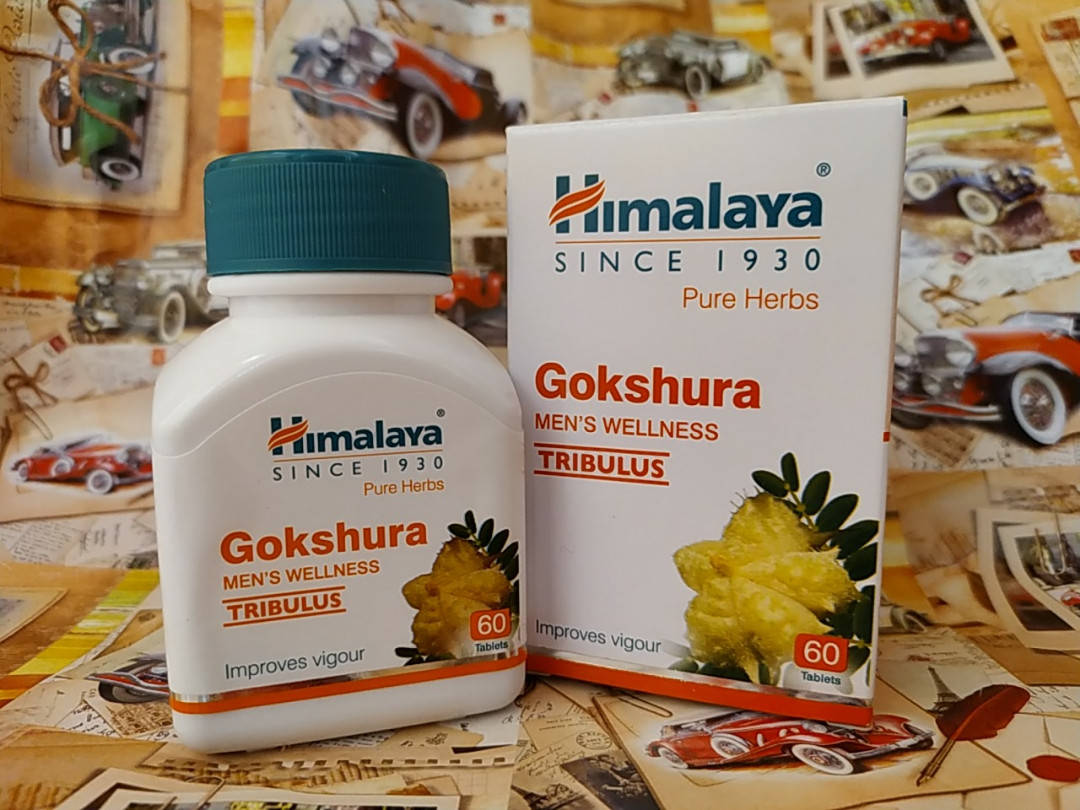 Himalaya®
SINCE 1930
Pure Herbs
Gokshura
MEN'S WELLNESS
TRIBULUS
Improves vigour
60
Tablets
Himalaya®
SINCE 1930
Pure Herbs
Gokshura
MEN'S WELLNESS
TRIBULUS
Improves vigour
60
Tablets